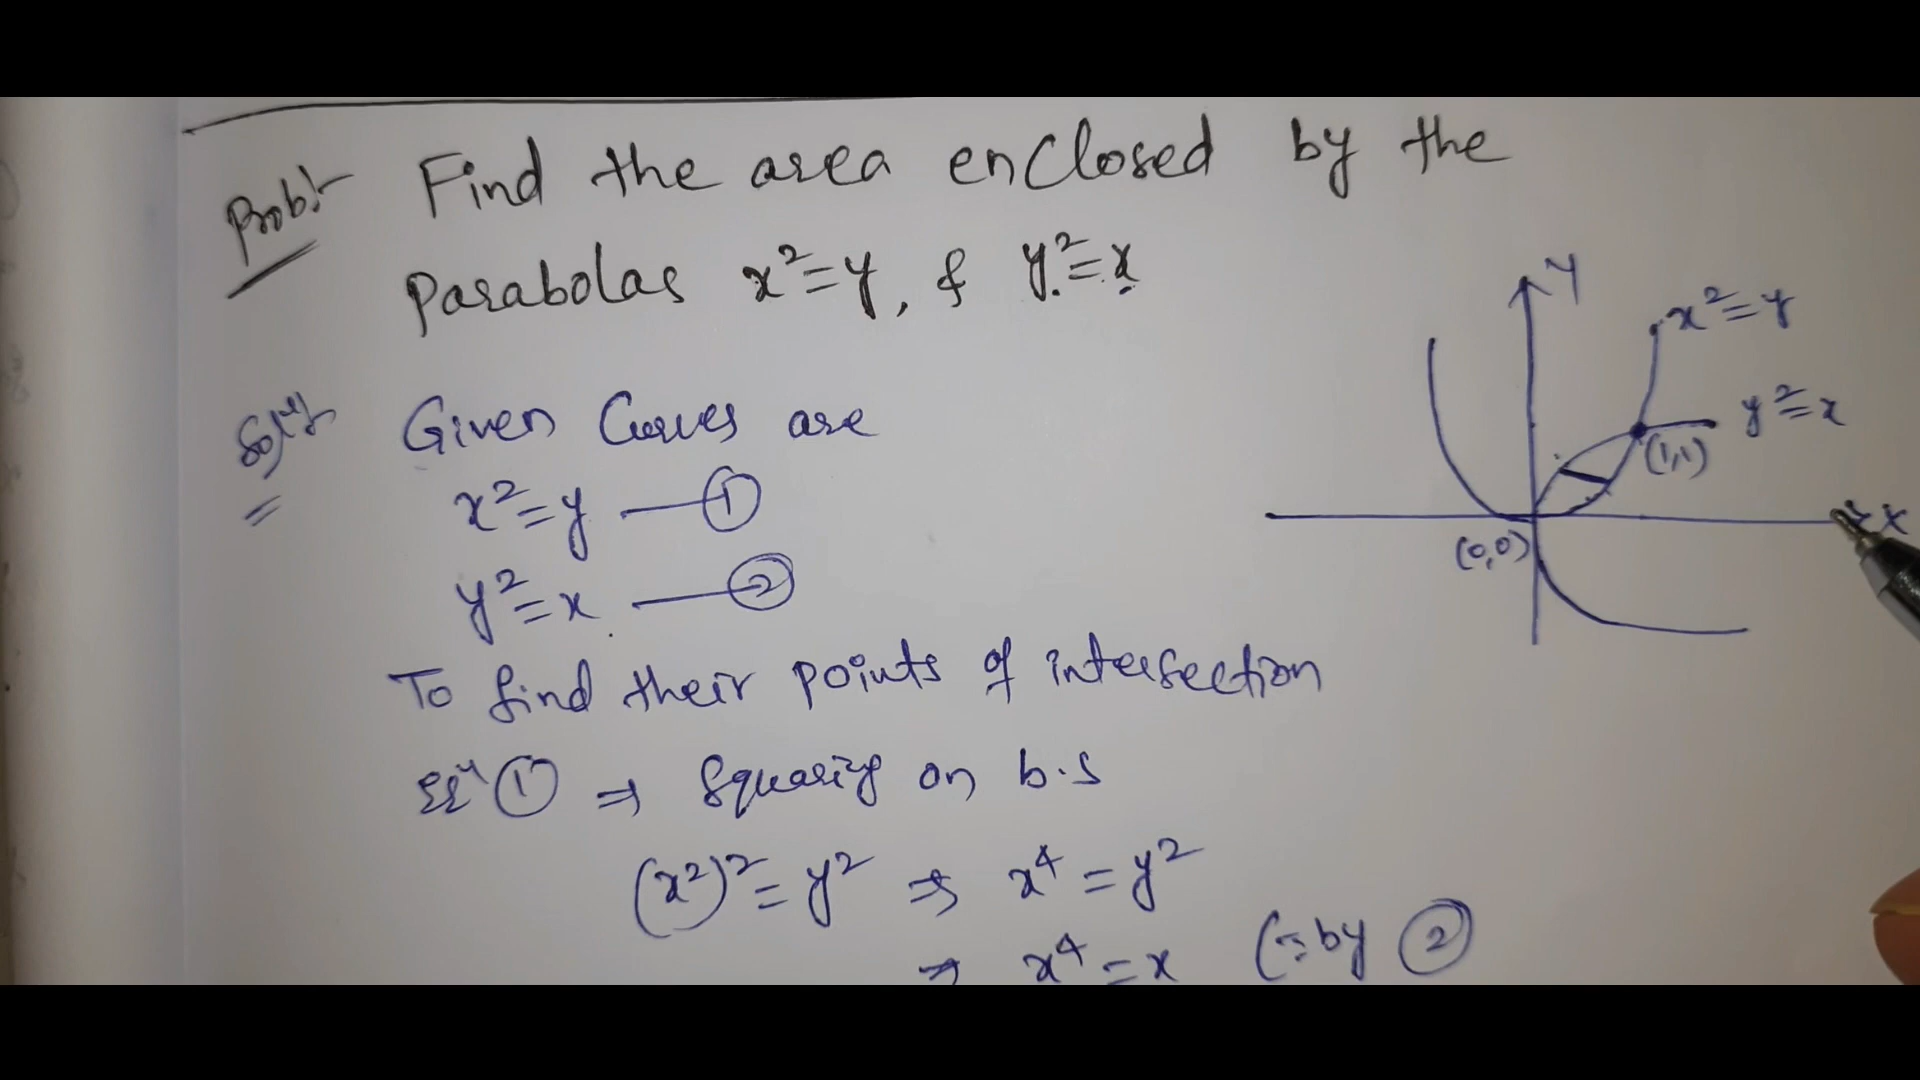 Prob:- Find the area enclosed by the
Parabolas x²=y, & y²=x
Solⁿ:- Given Curves are
x²=y —— ①
y²=x —— ②
To find their points of intersection
① ⇒ Squaring on b.s
(x²)²=y² ⇒ x⁴=y²
⇒ x⁴=x (∵by ②
Y
x²=y
y²=x
(1,1)
(0,0)
X